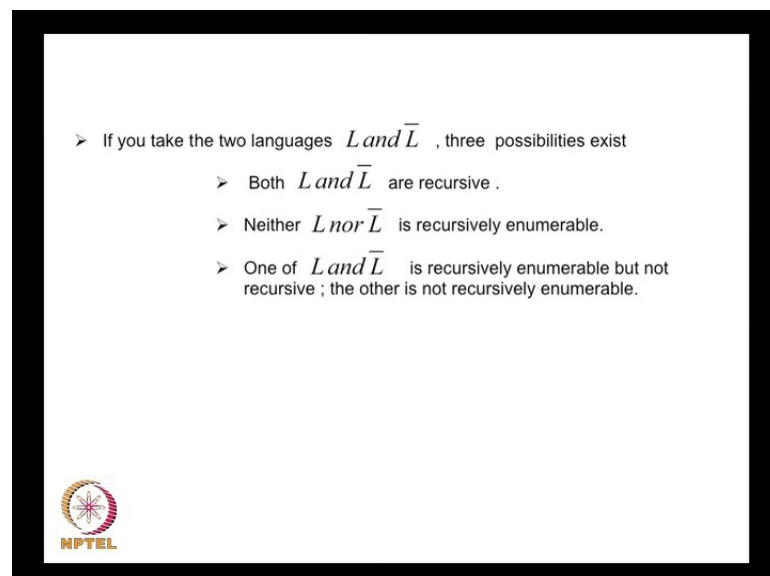 ➢ If you take the two languages L and L̅ , three possibilities exist
➢ Both L and L̅ are recursive .
➢ Neither L nor L̅ is recursively enumerable.
➢ One of L and L̅ is recursively enumerable but not
recursive ; the other is not recursively enumerable.
NPTEL